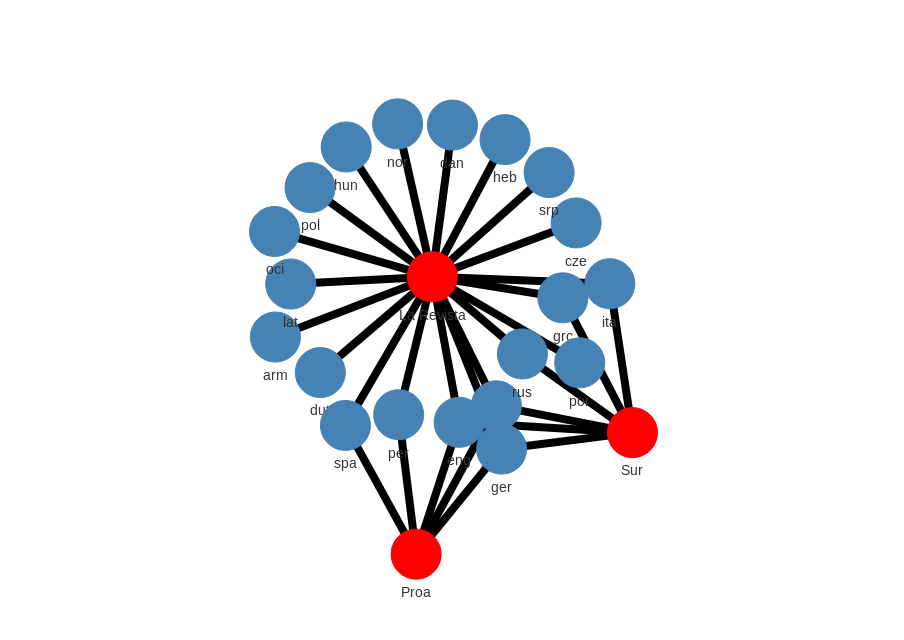 nor
dan
heb
hun
srp
pol
cze
oci
La Revista
lat
ita
grc
arm
rus
por
dut
per
eng
spa
Sur
ger
Proa